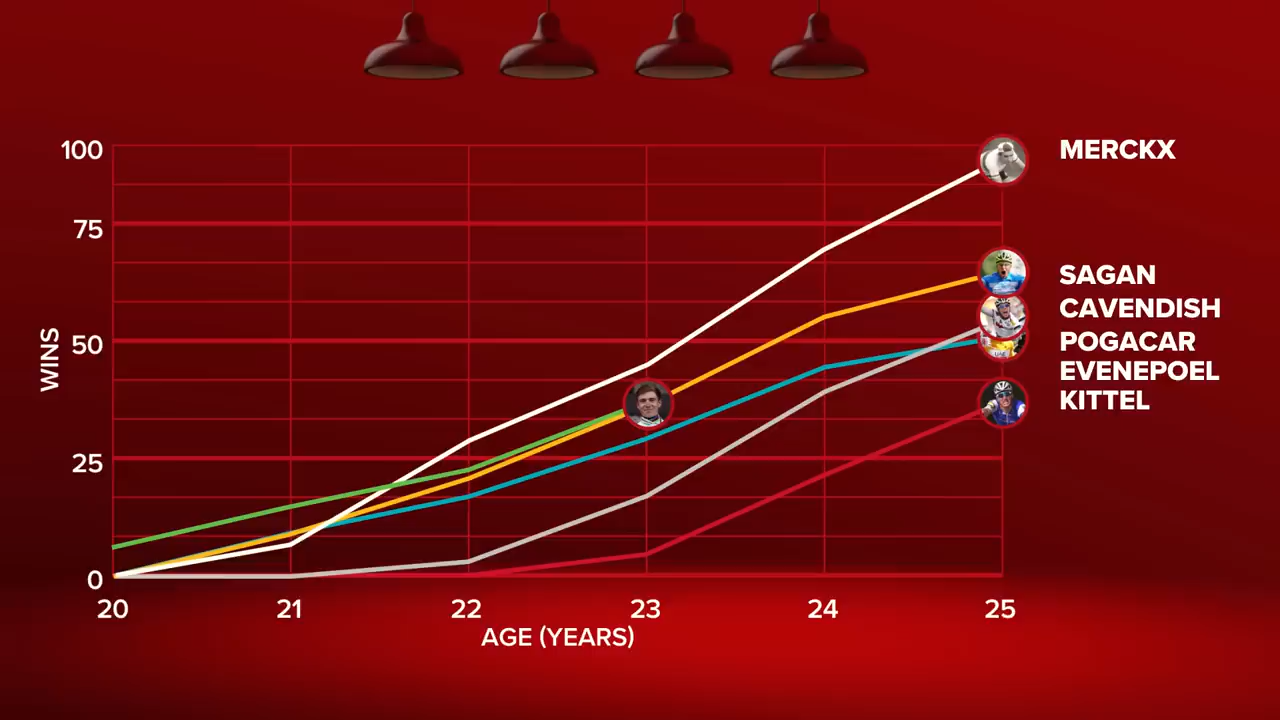 100
75
50
25
0
WINS
20
21
22
23
24
25
AGE (YEARS)
MERCKX
SAGAN
CAVENDISH
POGACAR
EVENEPOEL
KITTEL
UAE